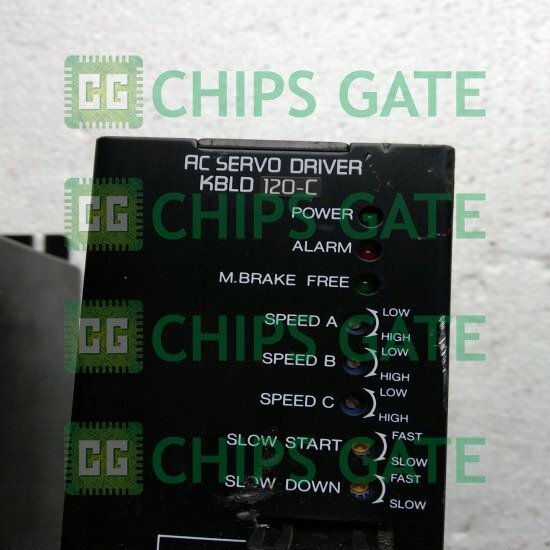 CG CHIPS GATE
AC SERVO DRIVER
KBLD 120-C
POWER
CG CHIPS GATE
ALARM
M.BRAKE FREE
SPEED A LOW
HIGH
CG CHIPS GATE
SPEED B LOW
HIGH
SPEED C LOW
HIGH
SLOW START FAST
SLOW
CG CHIPS GATE
SLOW DOWN FAST
SLOW